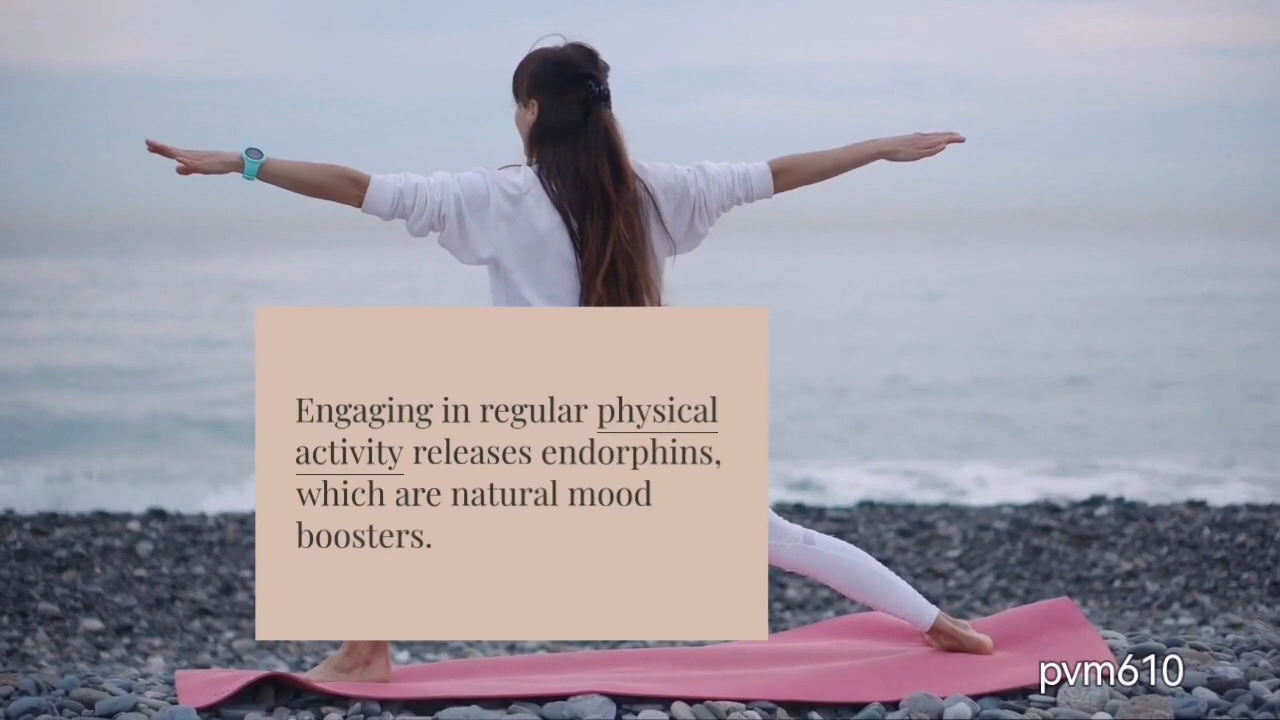 Engaging in regular physical
activity releases endorphins,
which are natural mood
boosters.
pvm610